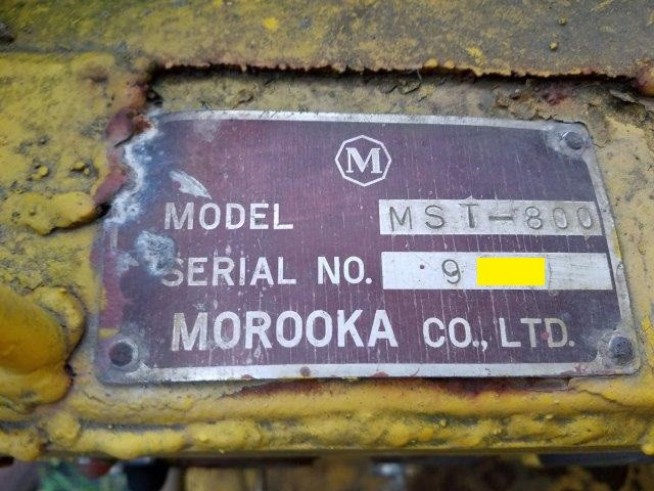 M
MODEL MST-800
SERIAL NO. 9
MOROOKA CO., LTD.